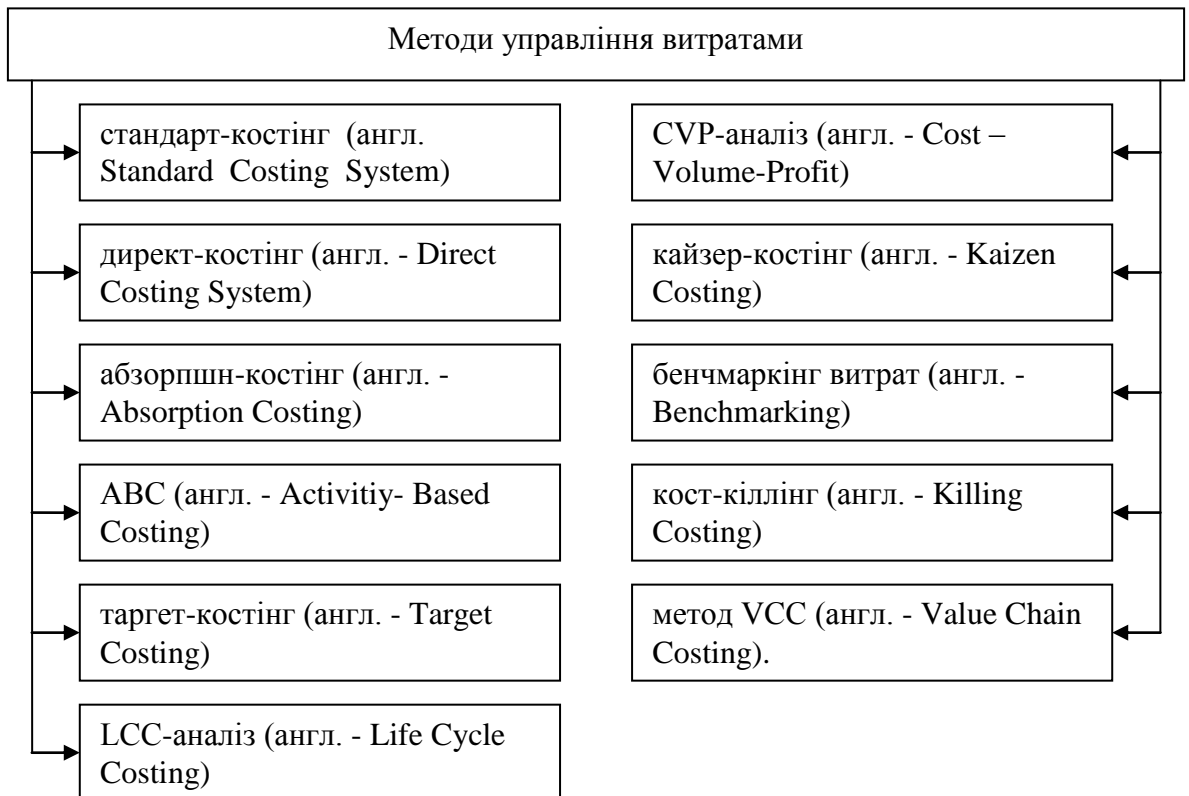 Методи управління витратами
стандарт-костінг (англ.
Standard Costing System)
директ-костінг (англ. - Direct
Costing System)
абзорпшн-костінг (англ. -
Absorption Costing)
ABC (англ. - Activitiy- Based
Costing)
таргет-костінг (англ. - Target
Costing)
LCC-аналіз (англ. - Life Cycle
Costing)
CVP-аналіз (англ. - Cost –
Volume-Profit)
кайзер-костінг (англ. - Kaizen
Costing)
бенчмаркінг витрат (англ. -
Benchmarking)
кост-кіллінг (англ. - Killing
Costing)
метод VCC (англ. - Value Chain
Costing).